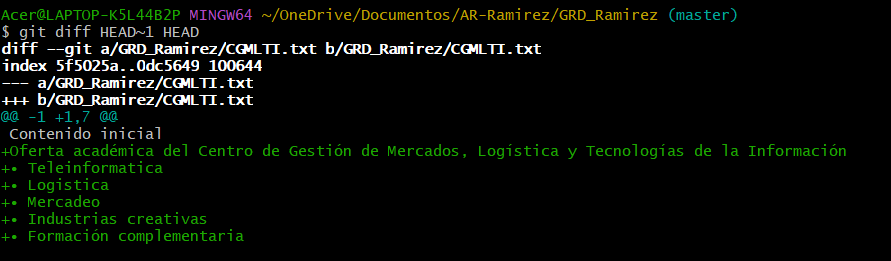 Acer@LAPTOP-K5L44B2P MINGW64 ~/OneDrive/Documentos/AR-Ramirez/GRD_Ramirez (master)
$ git diff HEAD~1 HEAD
diff --git a/GRD_Ramirez/CGMLTI.txt b/GRD_Ramirez/CGMLTI.txt
index 5f5025a..0dc5649 100644
--- a/GRD_Ramirez/CGMLTI.txt
+++ b/GRD_Ramirez/CGMLTI.txt
@@ -1 +1,7 @@
 Contenido inicial
+Oferta académica del Centro de Gestión de Mercados, Logística y Tecnologías de la Información
+• Teleinformatica
+• Logistica
+• Mercadeo
+• Industrias creativas
+• Formación complementaria